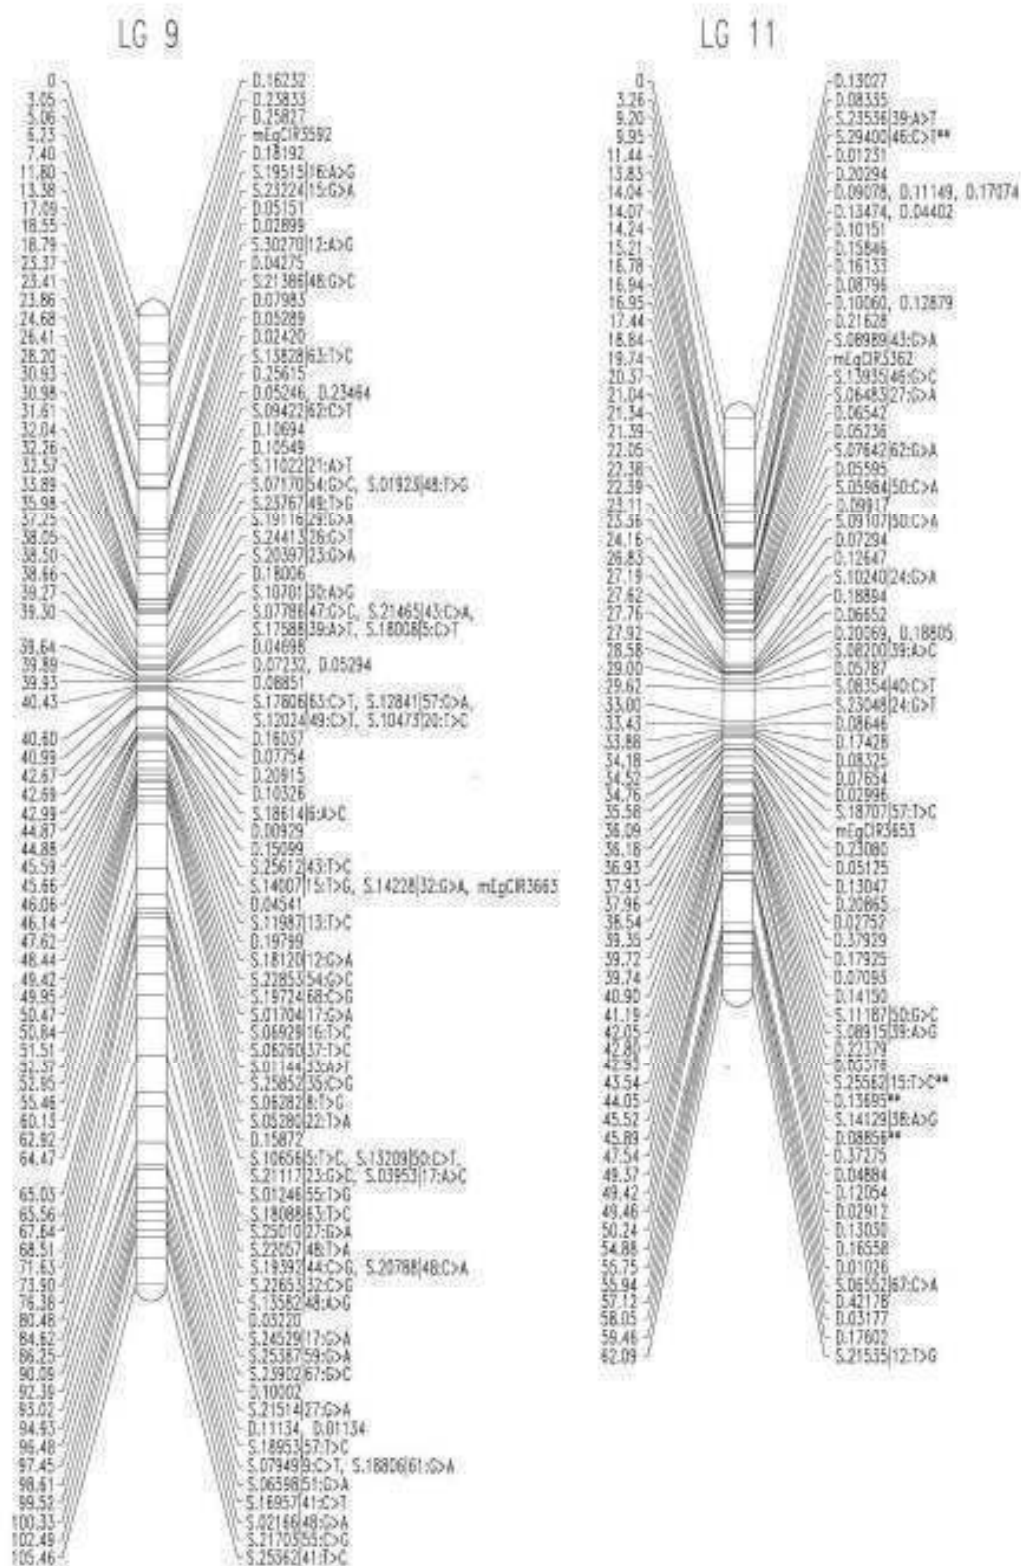 LG 9
0 D.16232
3.05 D.23833
5.06 D.25827
6.23 mEgCIR3592
7.40 D.18192
11.80 S.19515|16:A>G
13.38 S.23224|15:G>A
17.09 D.05151
18.55 D.02899
18.79 S.30270|12:A>G
D.04275
23.41 S.21386|48:G>C
23.86 D.07983
24.68 D.05289
26.41 D.02420
28.20 S.13828|63:T>C
30.93 D.25615
30.98 D.05246, D.23464
31.61 S.09422|62:C>T
32.04 D.10694
32.26 D.10549
32.57 S.11022|21:A>T
33.89 S.07170|54:G>C, S.01923|48:T>G
35.98 S.23767|49:T>G
37.25 S.19116|29:G>A
38.05 S.24413|26:G>T
38.50 S.20397|23:G>A
38.66 D.18006
39.27 S.10701|30:A>G
39.30 S.07786|47:G>C, S.21465|43:C>A,
S.17588|39:A>T, S.18008|5:C>T
39.64 D.04698
39.89 D.07232, D.05294
39.93 D.08851
40.43 S.17806|63:C>T, S.12841|57:G>A,
S.12024|49:C>T, S.10473|20:T>C
40.60 D.16037
40.99 D.07754
42.67 D.20915
42.69 D.10326
42.99 S.18614|6:A>C
44.87 D.00929
44.88 D.15099
45.59 S.25612|43:T>C
45.66 S.14007|15:T>G, S.14228|32:G>A, mEgCIR3663
46.06 D.04541
46.14 S.11987|13:T>C
47.62 D.19799
48.44 S.18120|12:G>A
49.42 S.22853|54:G>C
49.95 S.19724|68:C>G
50.47 S.01704|17:G>A
50.84 S.06929|16:T>C
51.51 S.06260|37:T>C
52.37 S.01144|33:A>T
52.95 S.25852|35:C>G
55.46 S.06282|8:T>G
60.13 S.05280|22:T>A
62.92 D.15872
64.47 S.10656|5:T>C, S.13209|50:C>T,
S.21117|23:G>C, S.03953|17:A>C
65.03 S.01246|55:T>G
65.56 S.18088|63:T>C
67.64 S.25010|27:G>A
68.51 S.22057|48:T>A
71.63 S.19392|44:C>G, S.20788|48:C>A
73.90 S.22653|32:C>G
76.38 S.13582|48:A>G
80.48 D.03220
84.62 S.24529|17:G>A
86.25 S.25387|59:G>A
90.09 S.23902|67:G>C
92.39 D.10002
93.02 S.21514|27:G>A
94.93 D.11134, D.01134
96.48 S.18953|57:T>C
97.45 S.07949|9:C>T, S.18806|61:G>A
98.61 S.06398|51:G>A
99.52 S.16957|41:C>T
100.33 S.02166|48:G>A
102.49 S.21703|55:C>G
105.46 S.25362|41:T>C
LG 11
0 D.13027
3.26 D.08335
9.20 S.23536|39:A>T
9.95 S.29400|46:C>T**
11.44 D.01231
13.83 D.20294
14.04 D.09078, D.11149, D.17074
14.07 D.13474, D.04402
14.24 D.10151
15.21 D.15846
16.78 D.16133
16.94 D.08796
16.95 D.10060, D.12879
17.44 D.21628
18.84 S.08989|43:G>A
19.74 mEgCIR3362
20.37 S.13935|46:G>C
21.04 S.06483|27:G>A
21.34 D.06542
21.39 D.05236
22.05 S.07642|62:G>A
22.38 D.05595
22.39 S.05984|50:C>A
23.11 D.09917
23.36 S.09107|50:C>A
24.16 D.07294
26.83 D.12647
27.19 S.10240|24:G>A
27.62 D.18894
27.76 D.06652
27.92 D.20069, D.18805
28.58 S.08200|39:A>C
29.00 D.05787
29.62 S.08354|40:C>T
33.00 S.23048|24:G>T
33.43 D.08646
33.88 D.17428
34.18 D.08325
34.52 D.07654
34.76 D.02996
35.58 S.18707|57:T>C
36.09 mEgCIR3653
36.18 D.23080
36.93 D.05125
37.93 D.13047
37.96 D.20865
38.54 D.02752
39.35 D.37929
39.72 D.17925
39.74 D.07093
40.90 D.14150
41.19 S.11187|50:G>C
42.05 S.08915|39:A>G
42.80 D.22379
42.93
43.54 S.25562|15:T>C**
44.05 D.13695**
45.52 S.14129|38:A>G
45.89 D.08856**
47.54 D.37275
49.37 D.04884
49.42 D.12054
49.46 D.02912
50.24 D.13030
54.88 D.16558
55.75 D.01026
55.94 S.06552|67:C>A
57.12 D.42178
58.05 D.03177
59.46 D.17602
62.09 S.21535|12:T>G